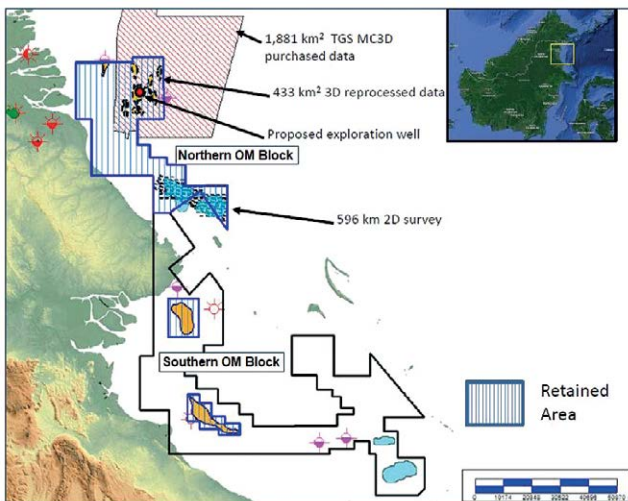 1,881 km² TGS MC3D
purchased data
433 km² 3D reprocessed data
Proposed exploration well
Northern OM Block
596 km 2D survey
Southern OM Block
Retained
Area